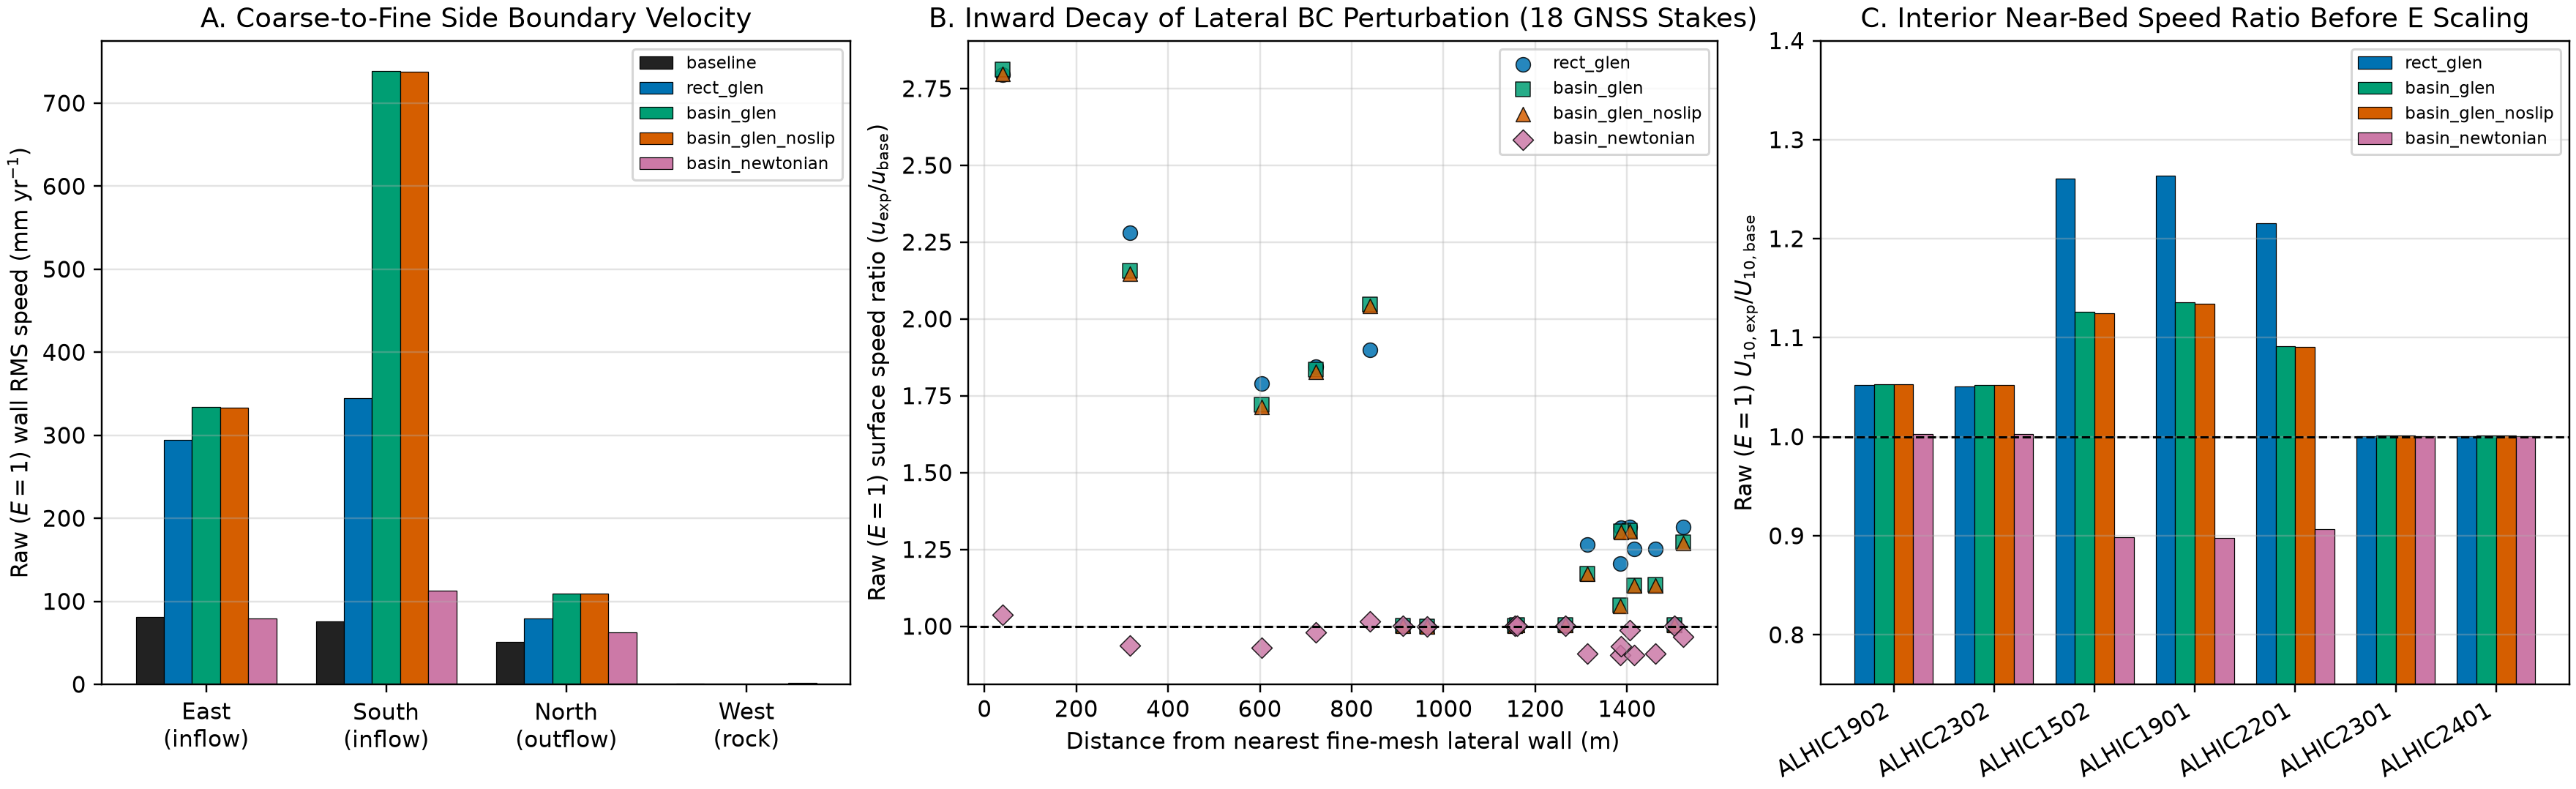 A. Coarse-to-Fine Side Boundary Velocity
Raw (E = 1) wall RMS speed (mm yr⁻¹)
700
600
500
400
300
200
100
0
baseline
rect_glen
basin_glen
basin_glen_noslip
basin_newtonian
East
(inflow)
South
(inflow)
North
(outflow)
West
(rock)
B. Inward Decay of Lateral BC Perturbation (18 GNSS Stakes)
Raw (E = 1) surface speed ratio (u_exp/u_base)
2.75
2.50
2.25
2.00
1.75
1.50
1.25
1.00
rect_glen
basin_glen
basin_glen_noslip
basin_newtonian
0 200 400 600 800 1000 1200 1400
Distance from nearest fine-mesh lateral wall (m)
C. Interior Near-Bed Speed Ratio Before E Scaling
Raw (E = 1) U_10, exp/U_10, base
1.4
1.3
1.2
1.1
1.0
0.9
0.8
rect_glen
basin_glen
basin_glen_noslip
basin_newtonian
ALHIC1902
ALHIC2302
ALHIC1502
ALHIC1901
ALHIC2201
ALHIC2301
ALHIC2401